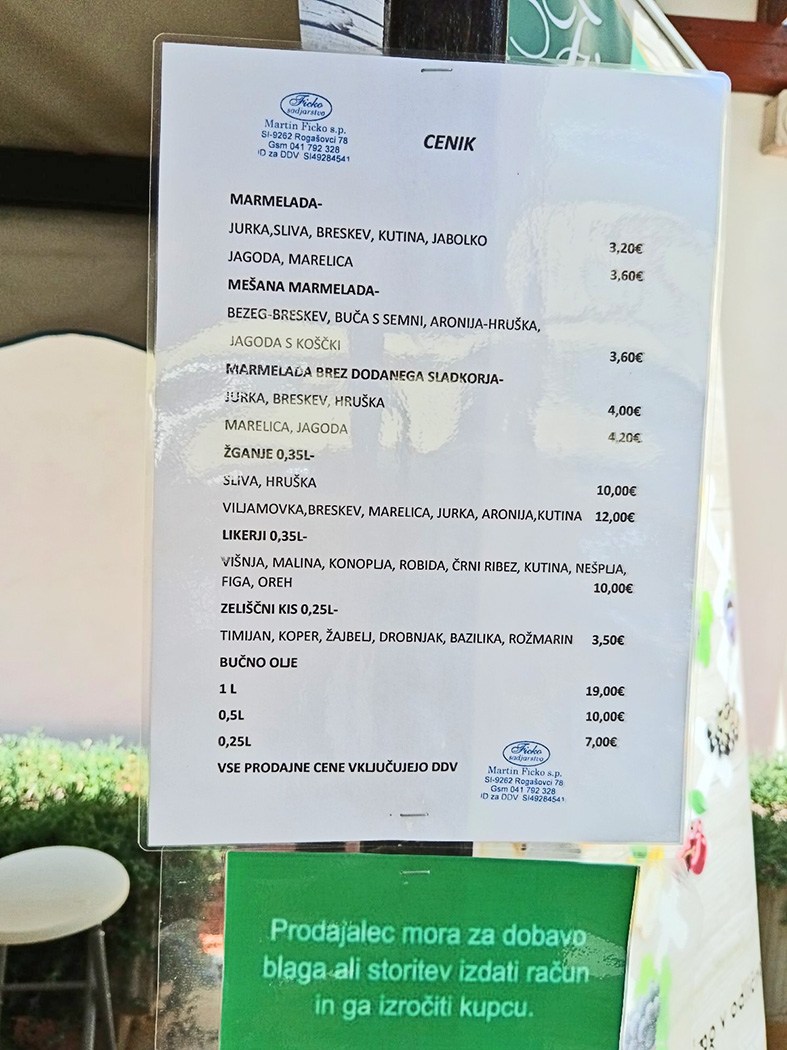 Ficko
sadjarstvo
Martin Ficko s.p.
SI-9262 Rogašovci 78
Gsm 041 792 328
ID za DDV SI49284541
CENIK
MARMELADA-
JURKA,SLIVA, BRESKEV, KUTINA, JABOLKO 3,20€
JAGODA, MARELICA 3,60€
MEŠANA MARMELADA-
BEZEG-BRESKEV, BUČA S SEMNI, ARONIJA-HRUŠKA,
JAGODA S KOŠČKI 3,60€
MARMELADA BREZ DODANEGA SLADKORJA-
JURKA, BRESKEV, HRUŠKA 4,00€
MARELICA, JAGODA 4,20€
ŽGANJE 0,35L-
SLIVA, HRUŠKA 10,00€
VILJAMOVKA,BRESKEV, MARELICA, JURKA, ARONIJA,KUTINA 12,00€
LIKERJI 0,35L-
VIŠNJA, MALINA, KONOPLJA, ROBIDA, ČRNI RIBEZ, KUTINA, NEŠPLJA,
FIGA, OREH 10,00€
ZELIŠČNI KIS 0,25L-
TIMIJAN, KOPER, ŽAJBELJ, DROBNJAK, BAZILIKA, ROŽMARIN 3,50€
BUČNO OLJE
1 L 19,00€
0,5L 10,00€
0,25L 7,00€
VSE PRODAJNE CENE VKLJUČUJEJO DDV
Ficko
sadjarstvo
Martin Ficko s.p.
SI-9262 Rogašovci 78
Gsm 041 792 328
ID za DDV SI49284541
Prodajalec mora za dobavo
blaga ali storitev izdati račun
in ga izročiti kupcu.